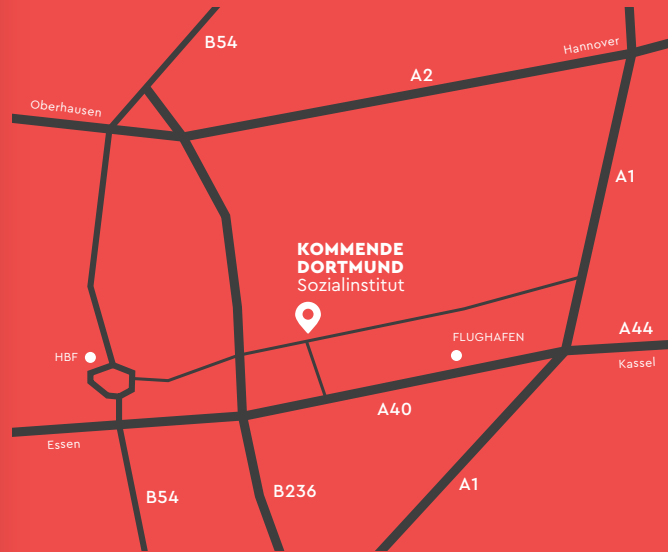 B54
Hannover
A2
Oberhausen
A1
KOMMENDE
DORTMUND
Sozialinstitut
A44
FLUGHAFEN
HBF
Kassel
A40
Essen
A1
B236
B54